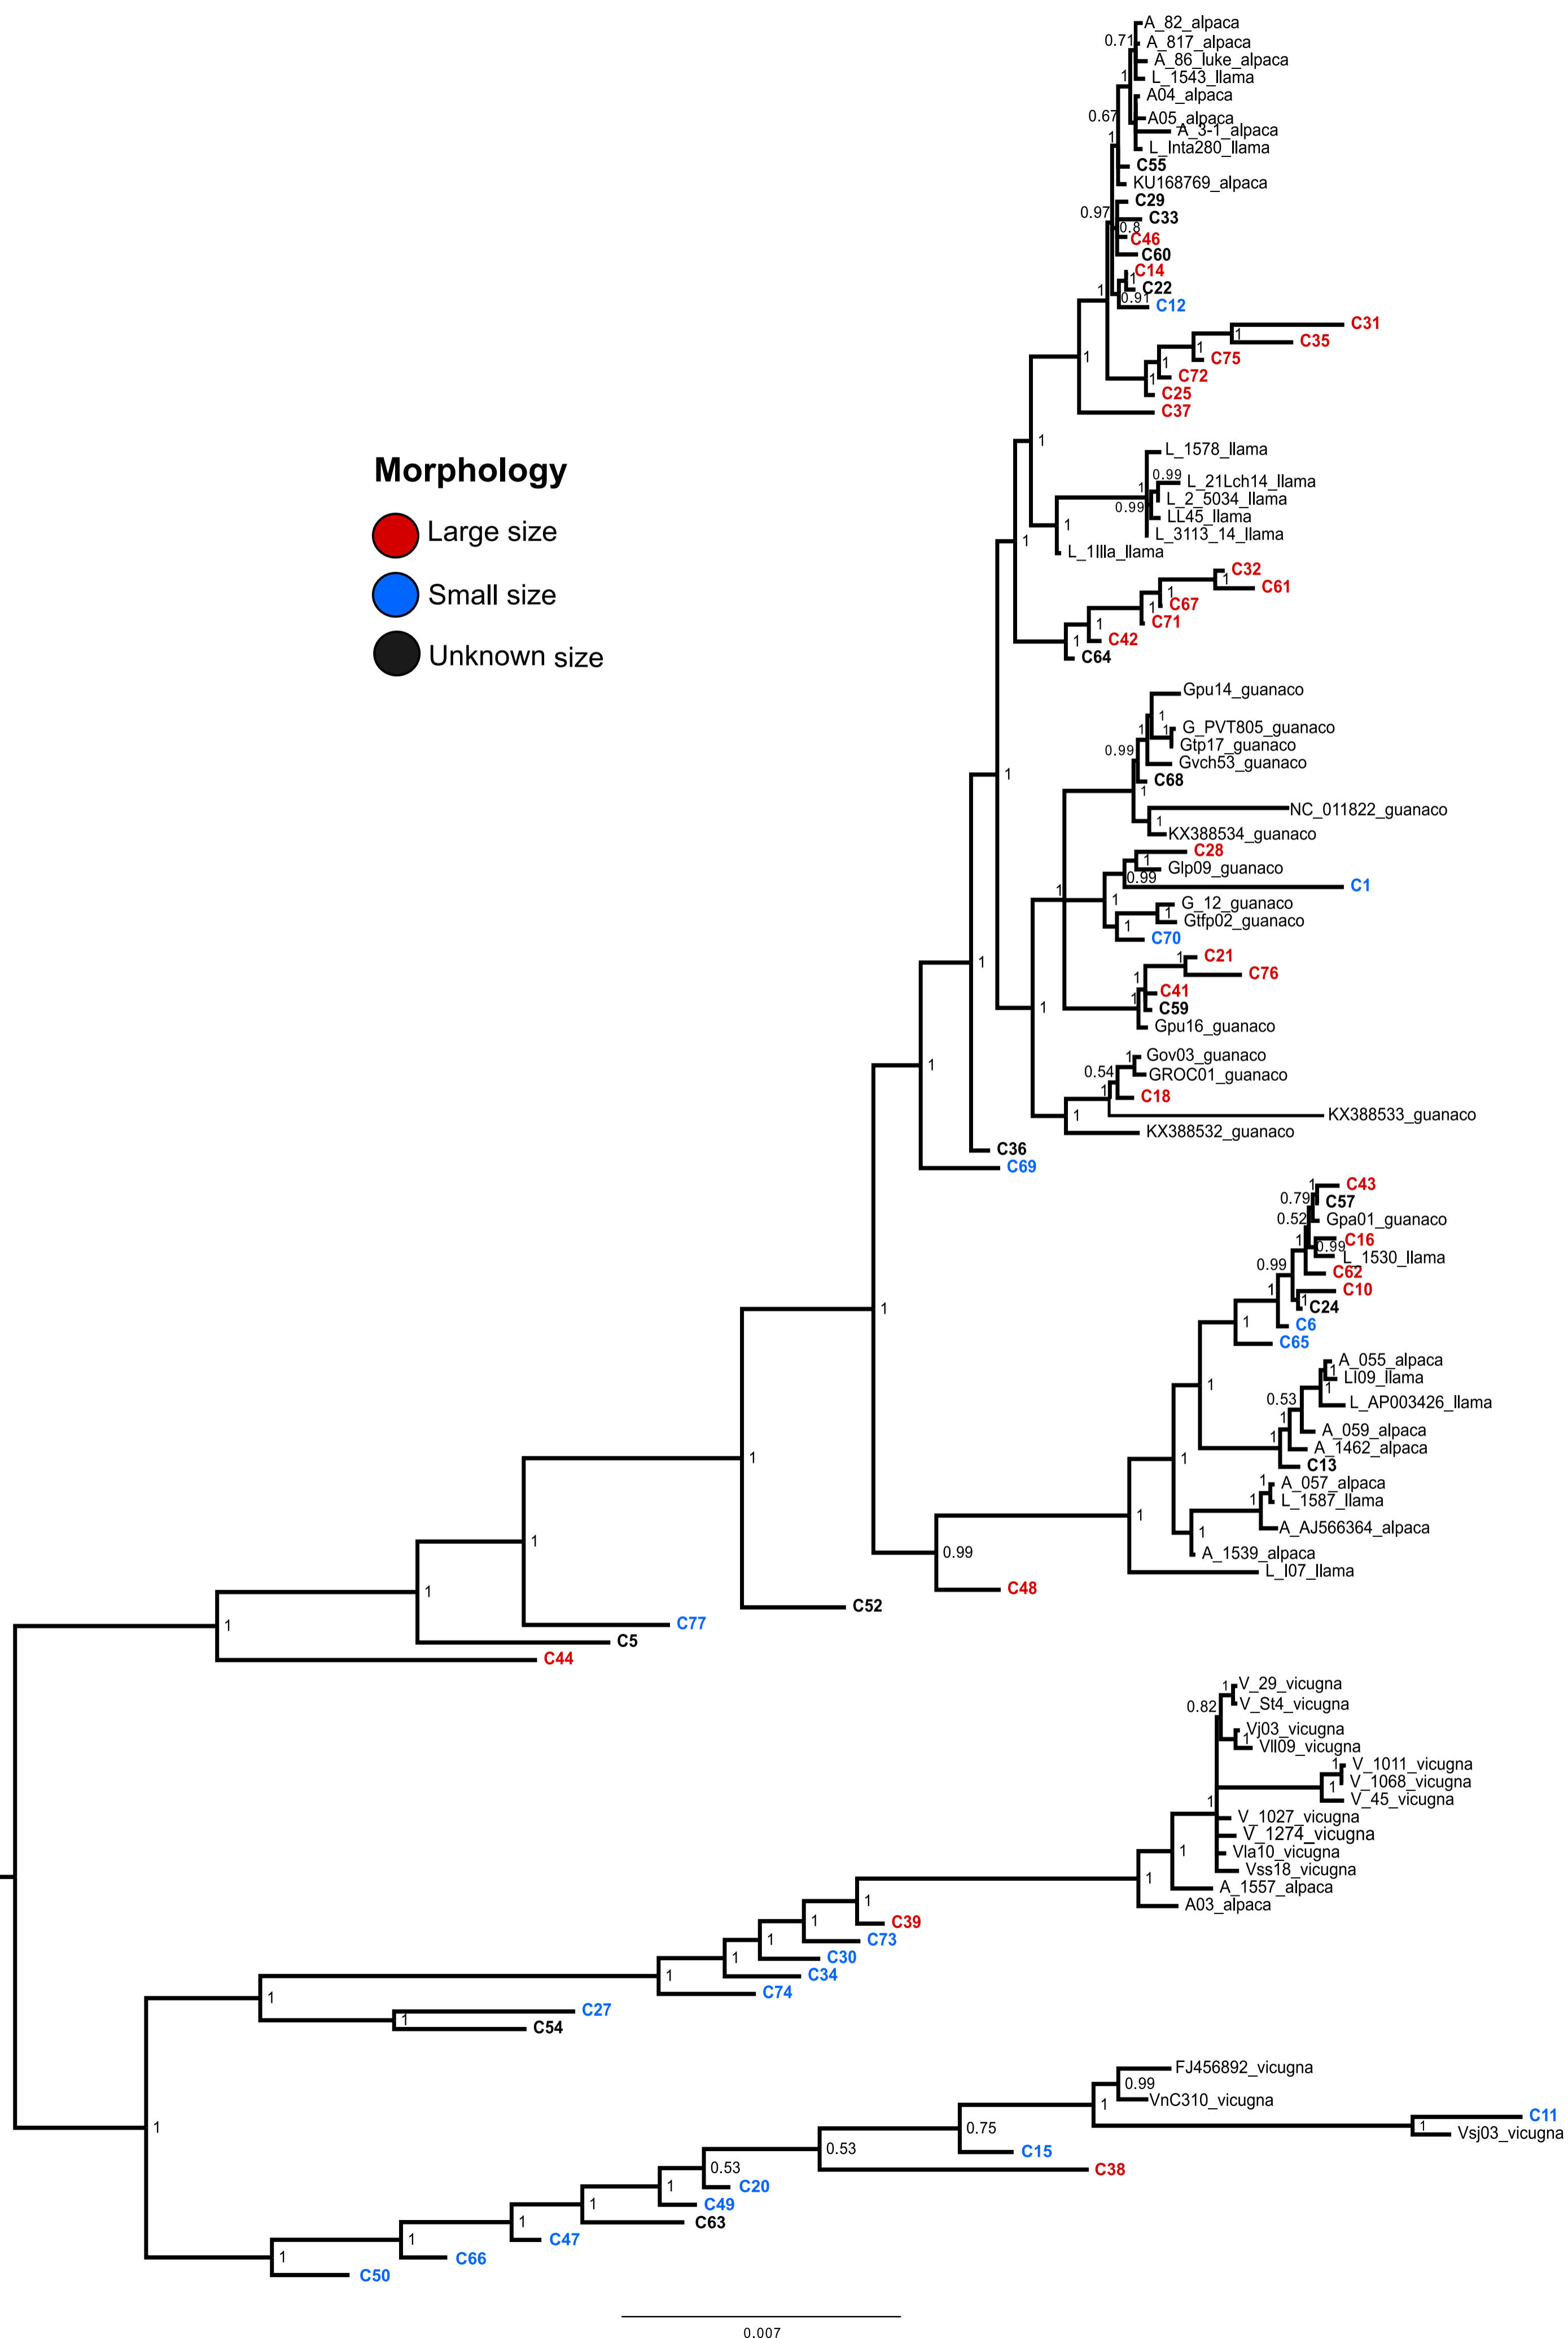 A_82_alpaca
0.71
A_817_alpaca
A_86_luke_alpaca
1
L_1543_llama
A04_alpaca
0.67
A05_alpaca
A_3-1_alpaca
1
L_Inta280_llama
C55
KU168769_alpaca
C29
0.97
C33
0.8
C46
C60
C14
1
C22
1
0.91
C12
C31
1
C35
1
C75
1
1
C72
1
C25
C37
1
L_1578_llama
Morphology
0.99
L_21Lch14_llama
1
L_2_5034_llama
0.99
LL45_llama
Large size
1
L_3113_14_llama
1
L_1llla_llama
C32
1
C61
Small size
1
C67
1
C71
1
1
C42
C64
Unknown size
Gpu14_guanaco
1
1
1
G_PVT805_guanaco
Gtp17_guanaco
0.99
Gvch53_guanaco
1
C68
1
NC_011822_guanaco
1
KX388534_guanaco
C28
1
Glp09_guanaco
0.99
C1
1
1
G_12_guanaco
1
Gtfp02_guanaco
1
C70
1
C21
1
C76
1
C41
1
1
C59
Gpu16_guanaco
1
Gov03_guanaco
1
0.54
GROC01_guanaco
1
C18
1
KX388533_guanaco
KX388532_guanaco
C36
C69
1
C43
0.79
C57
0.52
Gpa01_guanaco
1
C16
0.99
L_1530_llama
0.99
C62
1
C10
1
C24
1
1
C6
C65
A_055_alpaca
1
Ll09_llama
1
1
0.53
L_AP003426_llama
1
A_059_alpaca
1
A_1462_alpaca
1
1
C13
1
A_057_alpaca
1
L_1587_llama
1
A_AJ566364_alpaca
1
1
0.99
A_1539_alpaca
L_l07_llama
1
C48
C52
1
C77
C5
C44
1
V_29_vicugna
0.82
V_St4_vicugna
Vj03_vicugna
1
Vll09_vicugna
1
V_1011_vicugna
1
V_1068_vicugna
1
V_45_vicugna
V_1027_vicugna
V_1274_vicugna
1
Vla10_vicugna
Vss18_vicugna
1
A_1557_alpaca
1
A03_alpaca
1
C39
1
C73
1
C30
1
C34
1
C74
1
C27
1
C54
FJ456892_vicugna
0.99
VnC310_vicugna
1
C11
1
1
Vsj03_vicugna
0.75
0.53
C15
0.53
C38
1
C20
1
C49
1
C63
1
C47
1
C66
C50
0.007